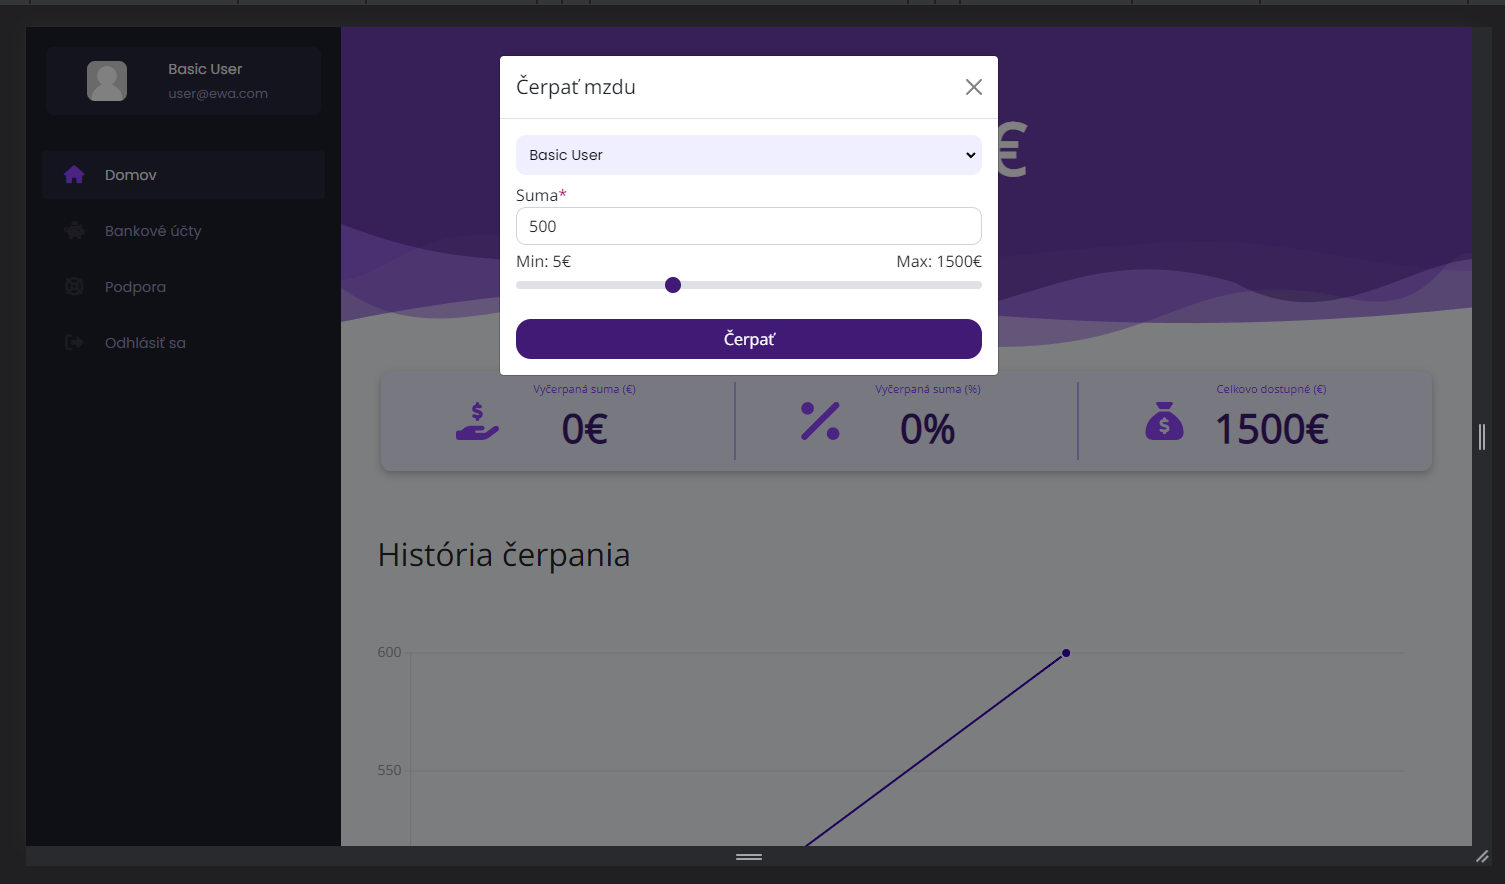 Basic User
user@ewa.com
Domov
Bankové účty
Podpora
Odhlásiť sa
Čerpať mzdu
€
Basic User
Suma*
500
Min: 5€ Max: 1500€
Čerpať
Vyčerpaná suma (€)
0€
Vyčerpaná suma (%)
0%
Celkovo dostupné (€)
1500€
História čerpania
600
550